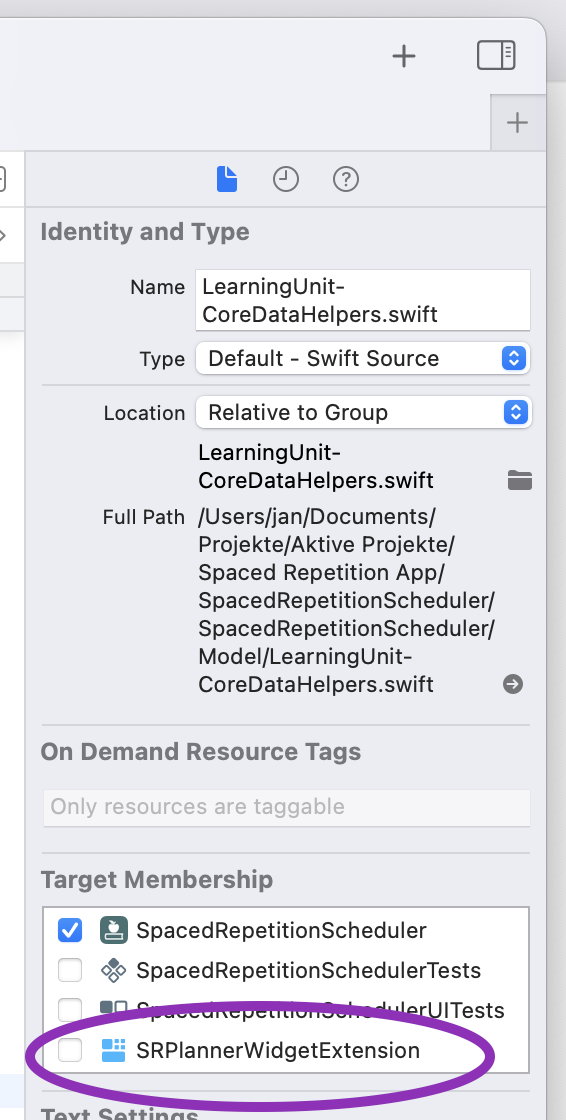 Identity and Type
Name
LearningUnit-
CoreDataHelpers.swift
Type
Default - Swift Source
Location
Relative to Group
LearningUnit-
CoreDataHelpers.swift
Full Path
/Users/jan/Documents/
Projekte/Aktive Projekte/
Spaced Repetition App/
SpacedRepetitionScheduler/
SpacedRepetitionScheduler/
Model/LearningUnit-
CoreDataHelpers.swift
On Demand Resource Tags
Only resources are taggable
Target Membership
SpacedRepetitionScheduler
SpacedRepetitionSchedulerTests
SpacedRepetitionSchedulerUITests
SRPlannerWidgetExtension
Text Settings